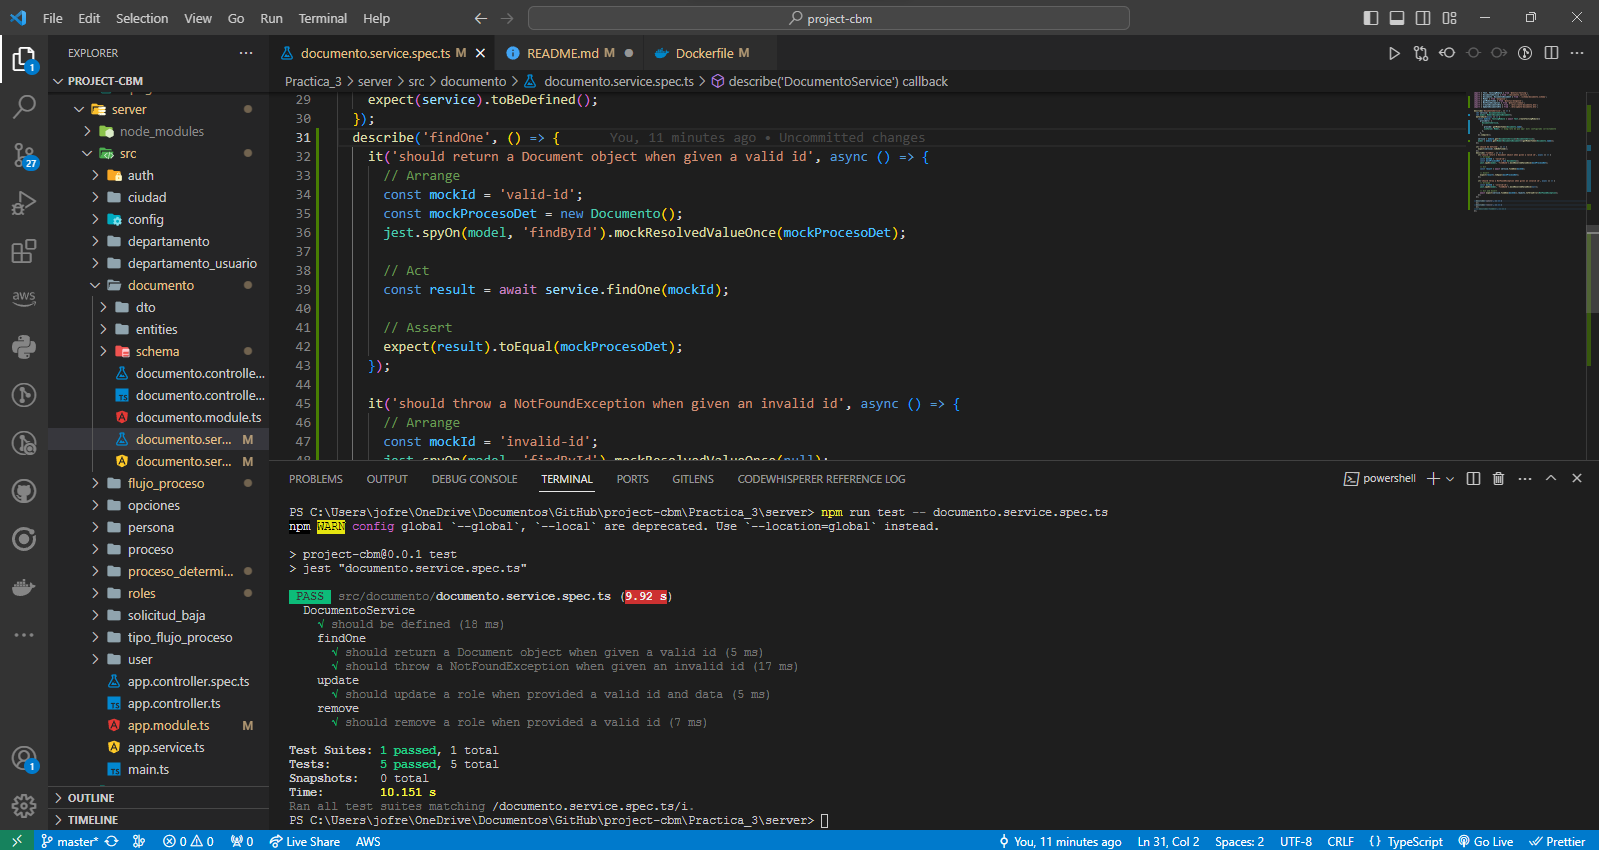 File Edit Selection View Go Run Terminal Help
project-cbm
EXPLORER
PROJECT-CBM
server
node_modules
src
auth
ciudad
config
departamento
departamento_usuario
documento
dto
entities
schema
documento.controlle...
documento.controlle...
documento.module.ts
documento.ser... M
documento.ser... M
flujo_proceso
opciones
persona
proceso
proceso_determi...
roles
solicitud_baja
tipo_flujo_proceso
user
app.controller.spec.ts
app.controller.ts
app.module.ts M
app.service.ts
main.ts
OUTLINE
TIMELINE
1
27
aws
1
documento.service.spec.ts M README.md M Dockerfile M
Practica_3 > server > src > documento > documento.service.spec.ts > describe('DocumentoService') callback
29 expect(service).toBeDefined();
30 });
31 describe('findOne', () => { You, 11 minutes ago • Uncommitted changes
32 it('should return a Document object when given a valid id', async () => {
33 // Arrange
34 const mockId = 'valid-id';
35 const mockProcesoDet = new Documento();
36 jest.spyOn(model, 'findById').mockResolvedValueOnce(mockProcesoDet);
37
38 // Act
39 const result = await service.findOne(mockId);
40
41 // Assert
42 expect(result).toEqual(mockProcesoDet);
43 });
44
45 it('should throw a NotFoundException when given an invalid id', async () => {
46 // Arrange
47 const mockId = 'invalid-id';
48 jest.spyOn(model, 'findById').mockResolvedValueOnce(null);
PROBLEMS OUTPUT DEBUG CONSOLE TERMINAL PORTS GITLENS CODEWHISPERER REFERENCE LOG
powershell
PS C:\Users\jofre\OneDrive\Documentos\GitHub\project-cbm\Practica_3\server> npm run test -- documento.service.spec.ts
npm WARN config global `--global`, `--local` are deprecated. Use `--location=global` instead.
> project-cbm@0.0.1 test
> jest "documento.service.spec.ts"
PASS src/documento/documento.service.spec.ts (9.92 s)
DocumentoService
√ should be defined (18 ms)
findOne
√ should return a Document object when given a valid id (5 ms)
√ should throw a NotFoundException when given an invalid id (17 ms)
update
√ should update a role when provided a valid id and data (5 ms)
remove
√ should remove a role when provided a valid id (7 ms)
Test Suites: 1 passed, 1 total
Tests: 5 passed, 5 total
Snapshots: 0 total
Time: 10.151 s
Ran all test suites matching /documento.service.spec.ts/i.
PS C:\Users\jofre\OneDrive\Documentos\GitHub\project-cbm\Practica_3\server>
master* 0 0 0 Live Share AWS You, 11 minutes ago Ln 31, Col 2 Spaces: 2 UTF-8 CRLF {} TypeScript Go Live Prettier